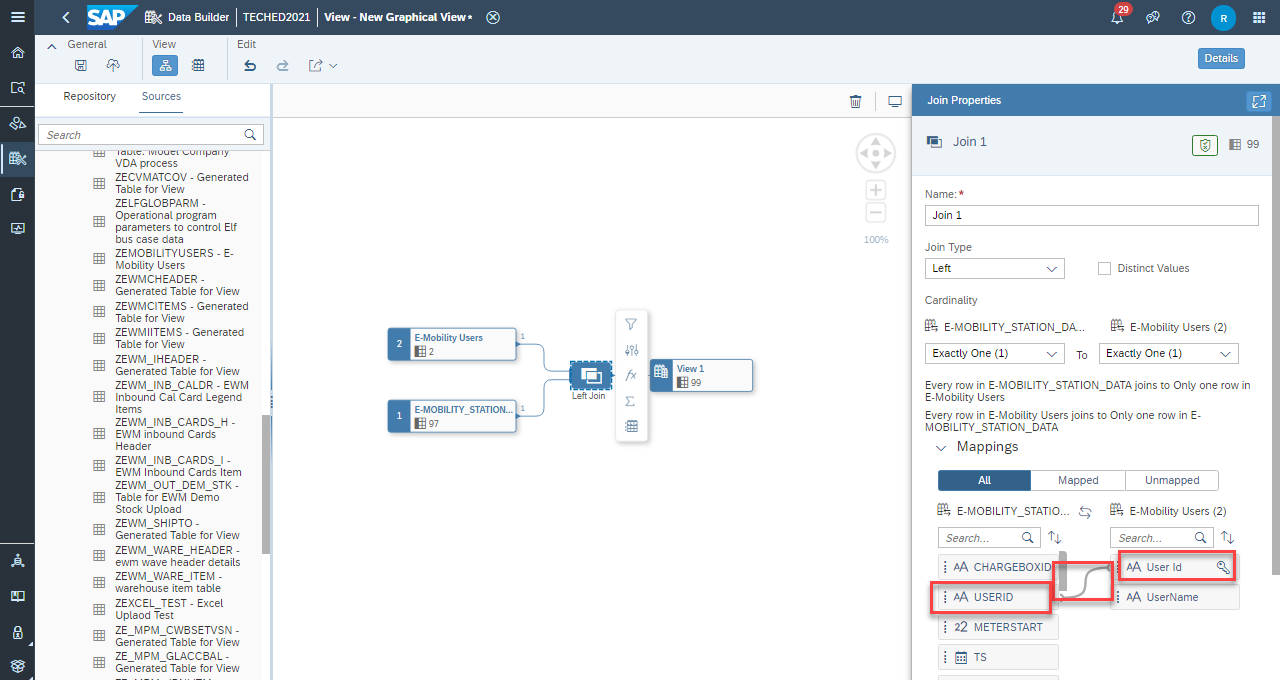 SAP
Data Builder
TECHED2021
View - New Graphical View*
29
R
General
View
Edit
Details
Repository
Sources
Search
Table: Model Company
VDA process
ZECVMATCOV - Generated
Table for View
ZELFGLOBPARM -
Operational program
parameters to control Elf
bus case data
ZEMOBILITYUSERS - E-
Mobility Users
ZEWMCHEADER -
Generated Table for View
ZEWMCITEMS - Generated
Table for View
ZEWMIITEMS - Generated
Table for View
ZEWM_IHEADER -
Generated Table for View
ZEWM_INB_CALDR - EWM
Inbound Cal Card Legend
Items
ZEWM_INB_CARDS_H -
EWM inbound Cards
Header
ZEWM_INB_CARDS_I -
EWM Inbound Cards Item
ZEWM_OUT_DEM_STK -
Table for EWM Demo
Stock Upload
ZEWM_SHIPTO -
Generated Table for View
ZEWM_WARE_HEADER -
ewm wave header details
ZEWM_WARE_ITEM -
warehouse item table
ZEXCEL_TEST - Excel
Uplaod Test
ZE_MPM_CWBSETVSN -
Generated Table for View
ZE_MPM_GLACCBAL -
Generated Table for View
100%
2
E-Mobility Users
2
1
1
E-MOBILITY_STATION...
97
1
Left Join
fx
Σ
View 1
99
Join Properties
Join 1
99
Name: *
Join 1
Join Type
Left
Distinct Values
Cardinality
E-MOBILITY_STATION_DA...
E-Mobility Users (2)
Exactly One (1)
To
Exactly One (1)
Every row in E-MOBILITY_STATION_DATA joins to Only one row in
E-Mobility Users
Every row in E-Mobility Users joins to Only one row in E-
MOBILITY_STATION_DATA
Mappings
All
Mapped
Unmapped
E-MOBILITY_STATIO...
E-Mobility Users (2)
Search...
Search...
AA CHARGEBOXID
AA User Id
AA USERID
AA UserName
22 METERSTART
TS